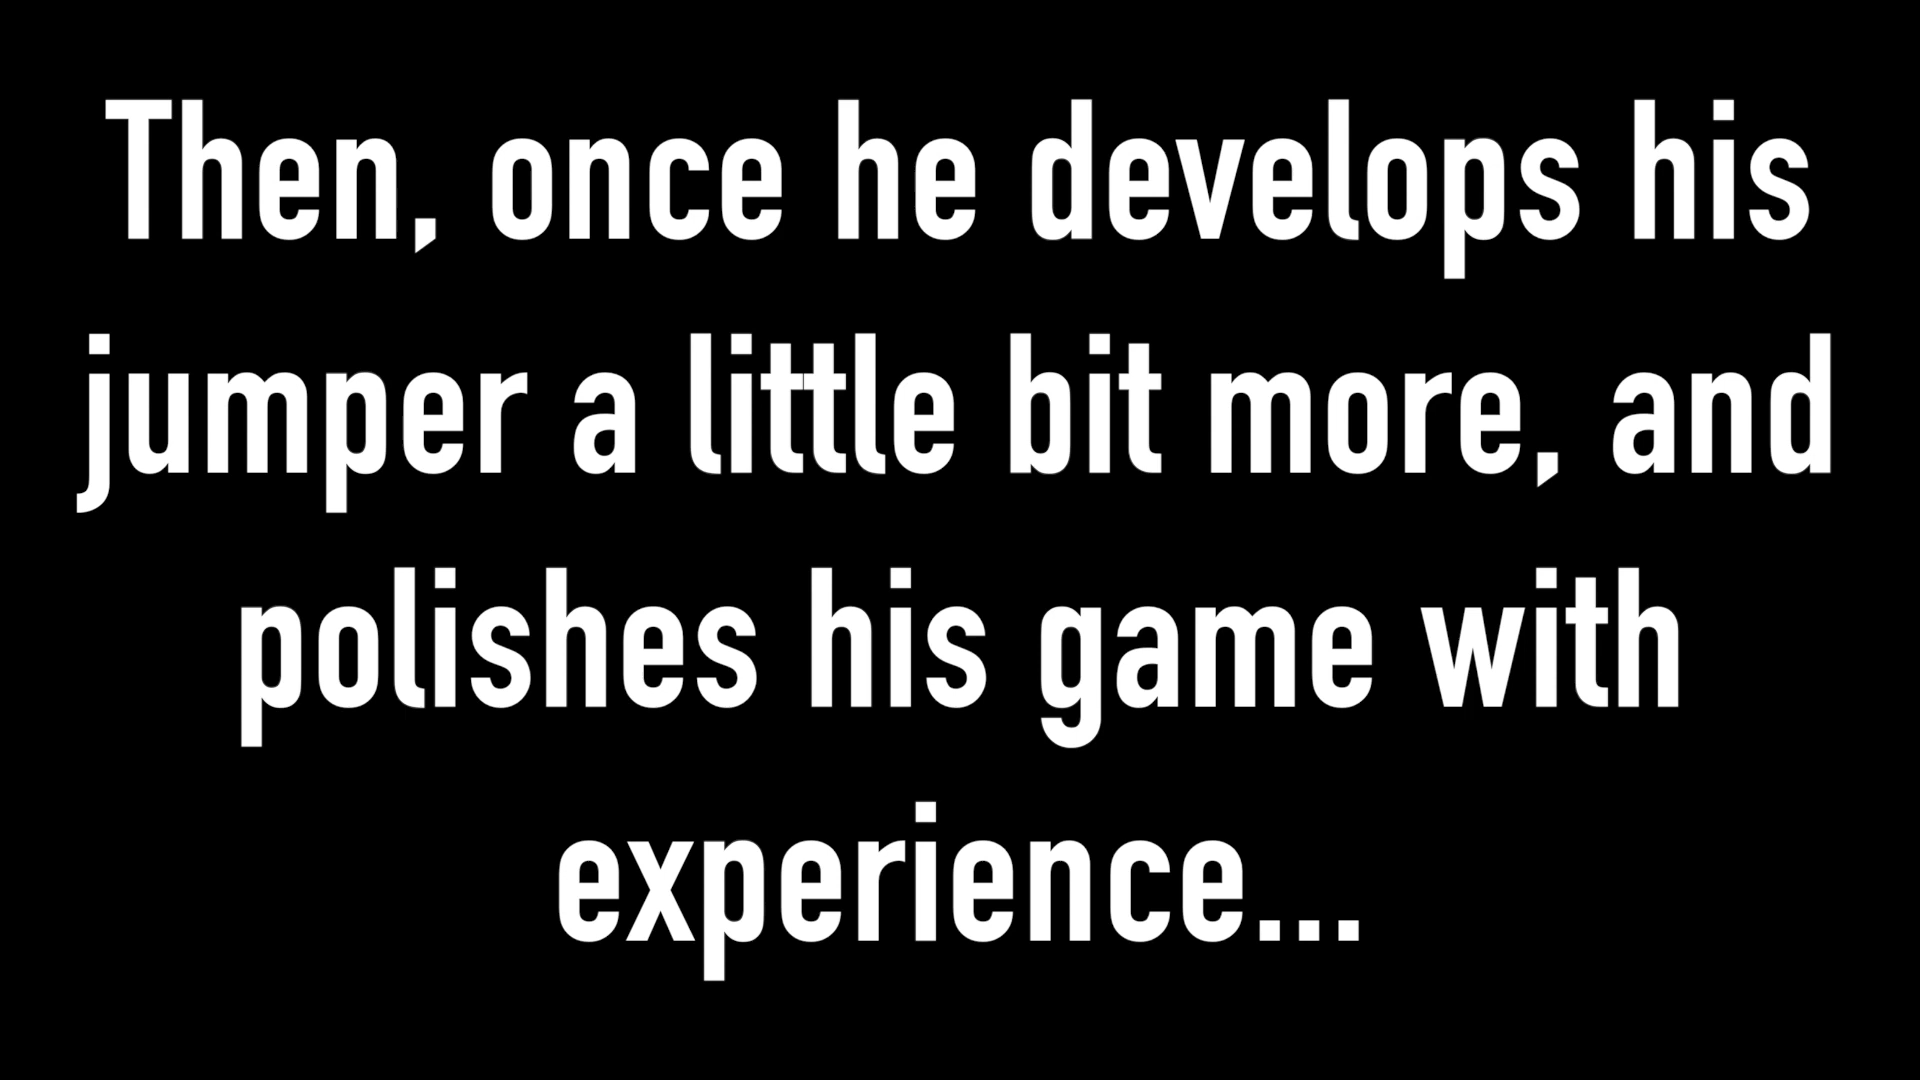 Then, once he develops his
jumper a little bit more, and
polishes his game with
experience...